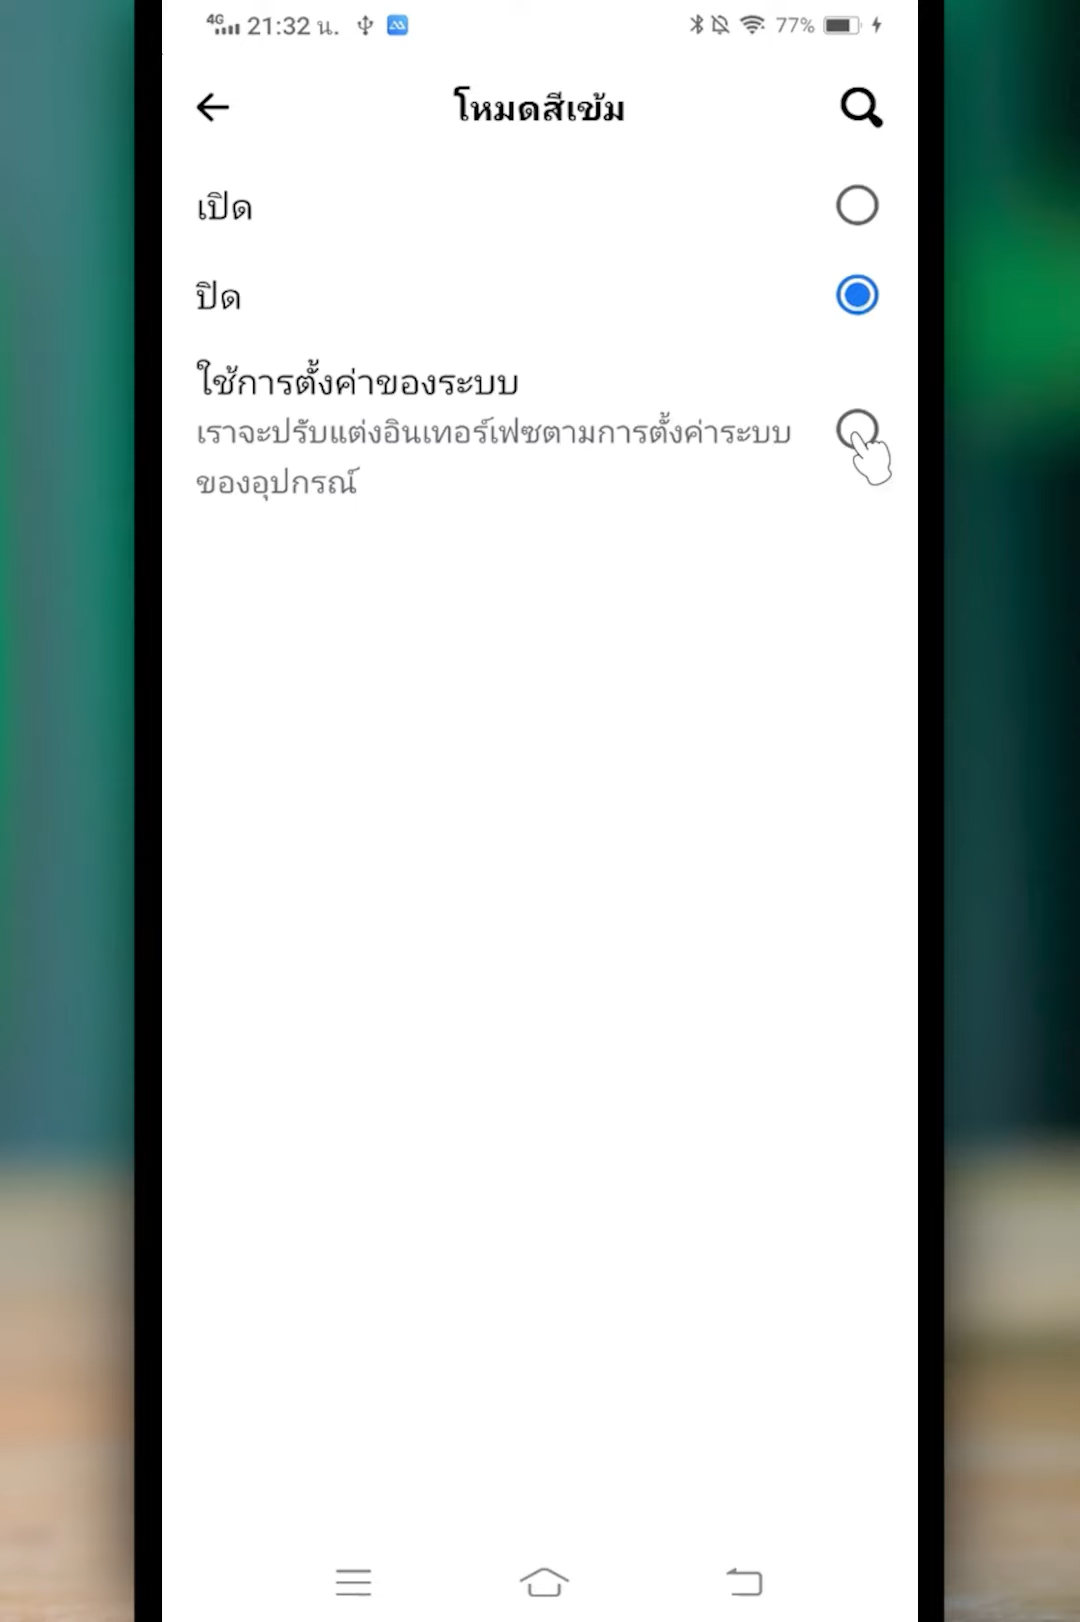 4G 21:32 น. 77%
โหมดสีเข้ม
เปิด
ปิด
ใช้การตั้งค่าของระบบ
เราจะปรับแต่งอินเทอร์เฟซตามการตั้งค่าระบบ
ของอุปกรณ์